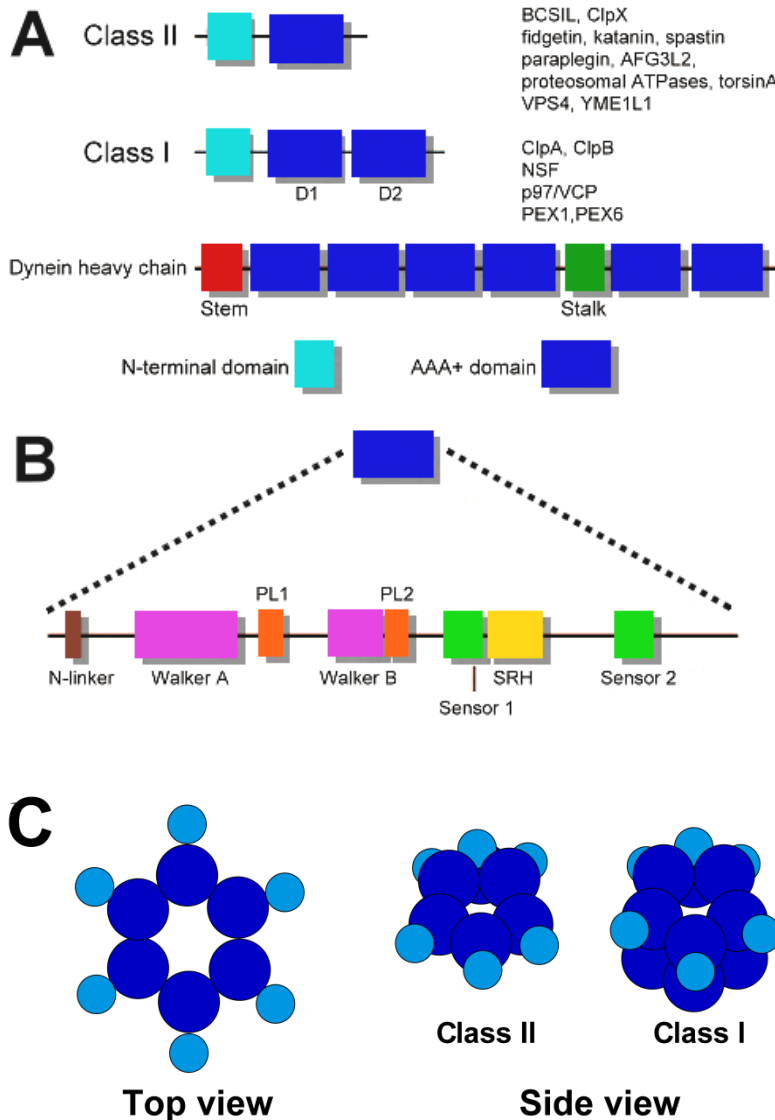 A
Class II
BCSIL, ClpX
fidgetin, katanin, spastin
paraplegin, AFG3L2,
proteosomal ATPases, torsinA
VPS4, YME1L1
Class I
D1 D2
ClpA, ClpB
NSF
p97/VCP
PEX1,PEX6
Dynein heavy chain
Stem Stalk
N-terminal domain AAA+ domain
B
PL1 PL2
N-linker Walker A Walker B SRH Sensor 2
Sensor 1
C
Class II Class I
Top view Side view